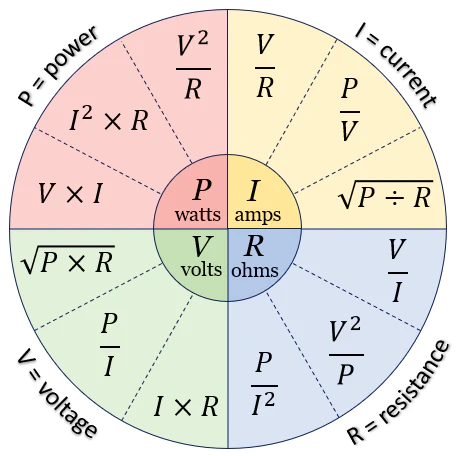 P = power
I = current
V²/R
I² × R
V × I
V/R
P/V
√(P ÷ R)
P
watts
I
amps
V
volts
R
ohms
√(P × R)
P/I
I × R
V/I
V²/P
P/I²
V = voltage
R = resistance